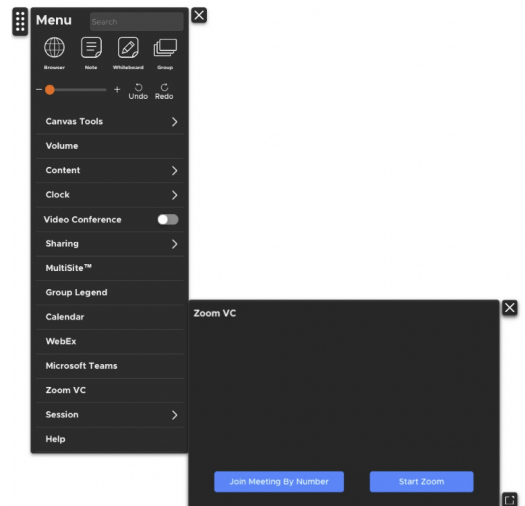 Menu
Search
Browser Note Whiteboard Group
Undo Redo
Canvas Tools
Volume
Content
Clock
Video Conference
Sharing
MultiSite™
Group Legend
Calendar
WebEx
Microsoft Teams
Zoom VC
Session
Help
Zoom VC
Join Meeting By Number
Start Zoom